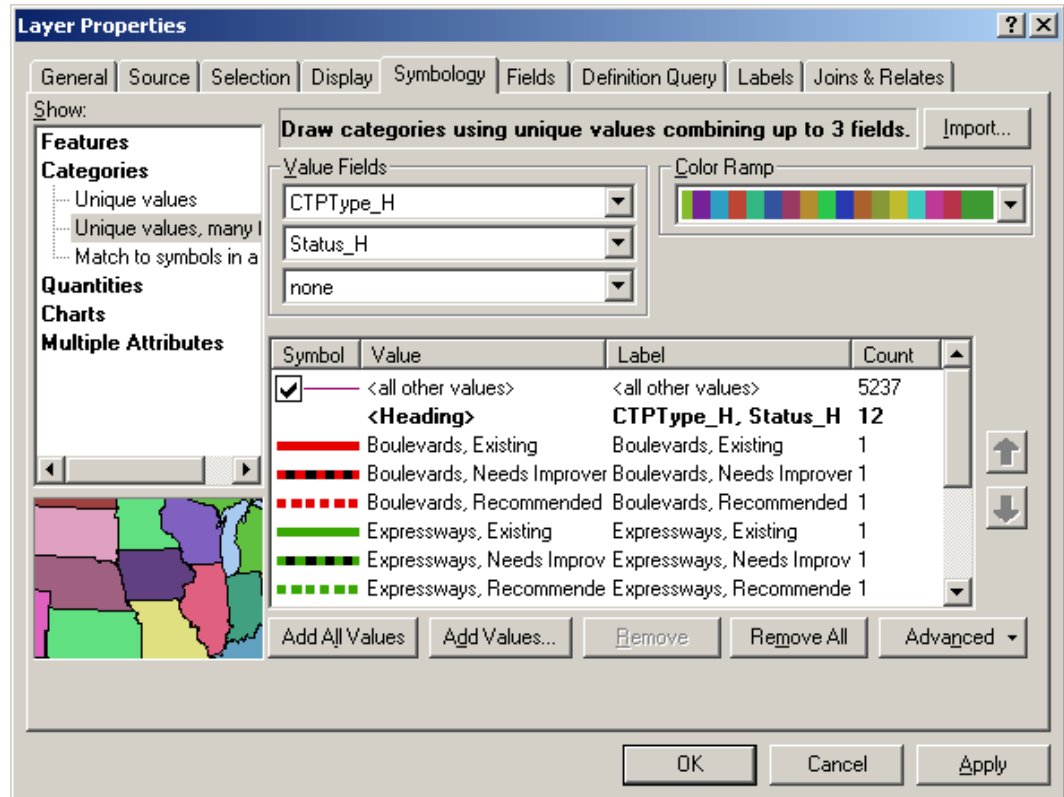 Layer Properties
General Source Selection Display Symbology Fields Definition Query Labels Joins & Relates
Show:
Features
Categories
Unique values
Unique values, many
Match to symbols in a
Quantities
Charts
Multiple Attributes
Draw categories using unique values combining up to 3 fields.
Import...
Value Fields
CTPType_H
Status_H
none
Color Ramp
Symbol Value Label Count
<all other values> <all other values> 5237
<Heading> CTPType_H, Status_H 12
Boulevards, Existing Boulevards, Existing 1
Boulevards, Needs Improver Boulevards, Needs Improver 1
Boulevards, Recommended Boulevards, Recommended 1
Expressways, Existing Expressways, Existing 1
Expressways, Needs Improv Expressways, Needs Improv 1
Expressways, Recommende Expressways, Recommende 1
Add All Values Add Values... Remove Remove All Advanced
OK Cancel Apply